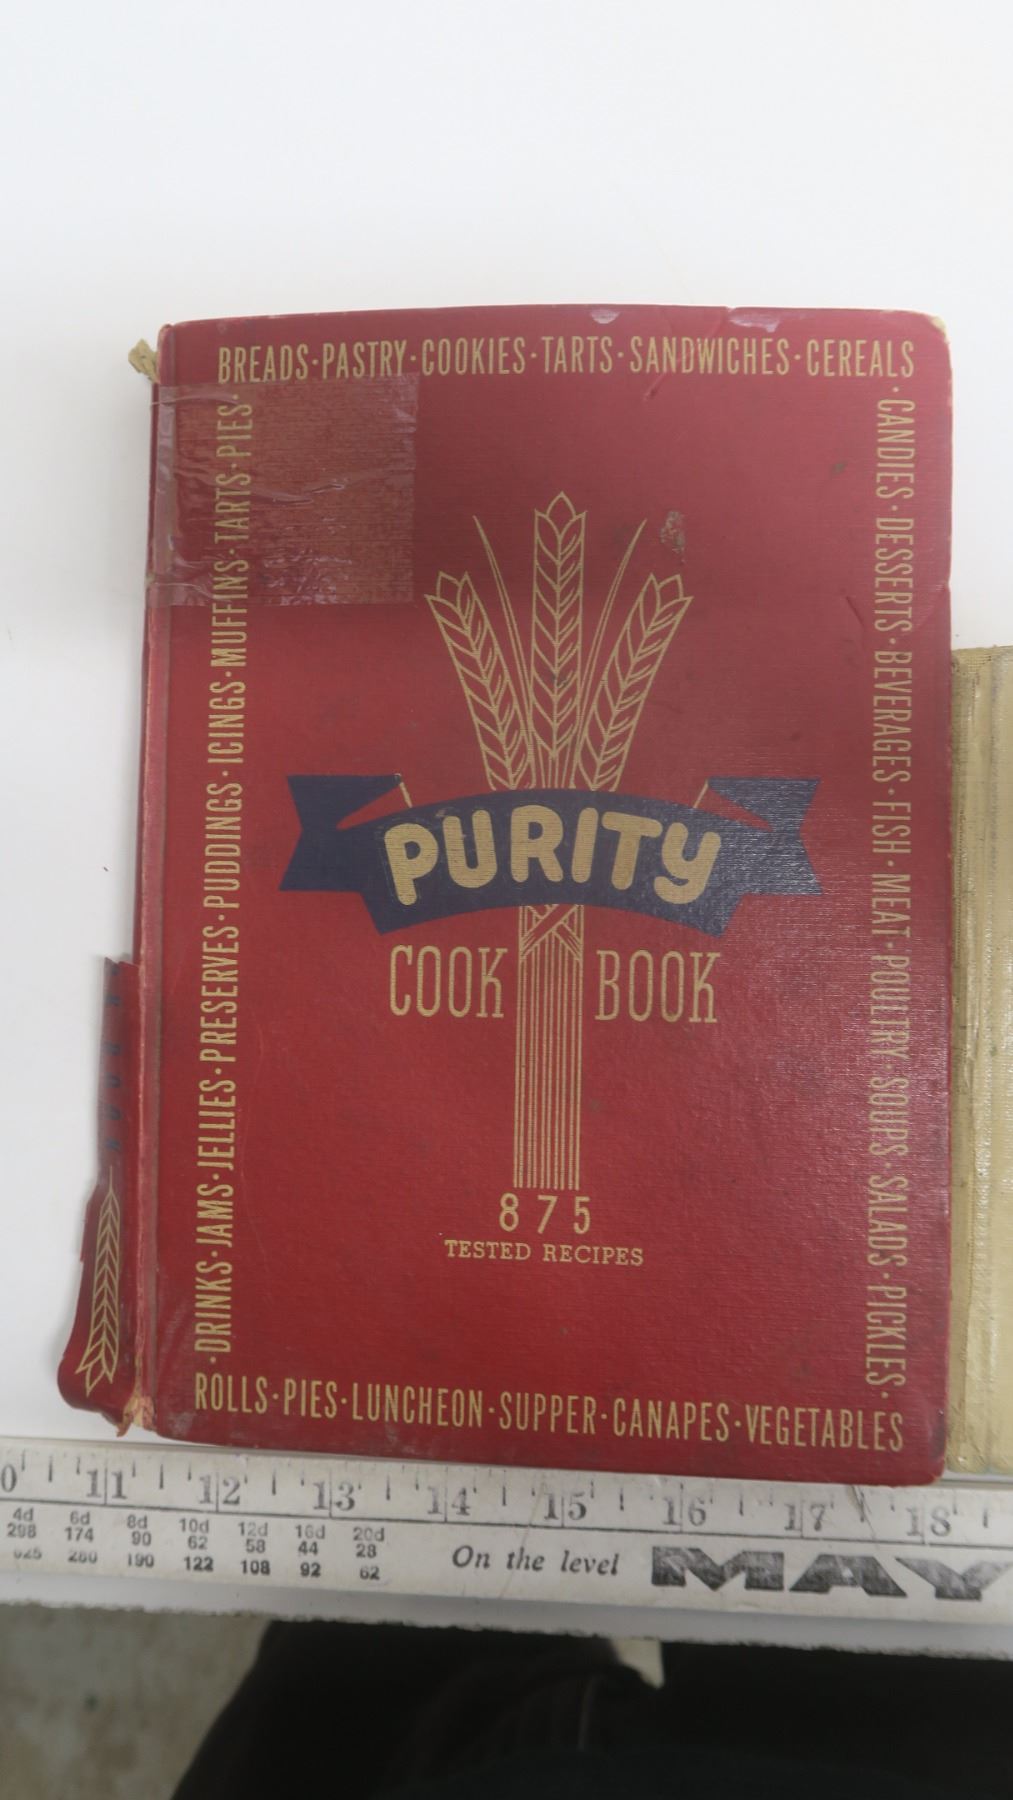 BREADS·PASTRY·COOKIES·TARTS·SANDWICHES·CEREALS
·CANDIES·DESSERTS·BEVERAGES·FISH·MEAT·POULTRY·SOUPS·SALADS·PICKLES·
·DRINKS·JAMS·JELLIES·PRESERVES·PUDDINGS·ICINGS·MUFFINS·TARTS·PIES·
PURITY
COOK BOOK
875
TESTED RECIPES
ROLLS·PIES·LUNCHEON·SUPPER·CANAPES·VEGETABLES
BOOK
0 11 12 13 14 15 16 17 18
4d 6d 8d 10d 12d 16d 20d
298 174 90 62 58 44 28
190 122 108 92 62
On the level MAY